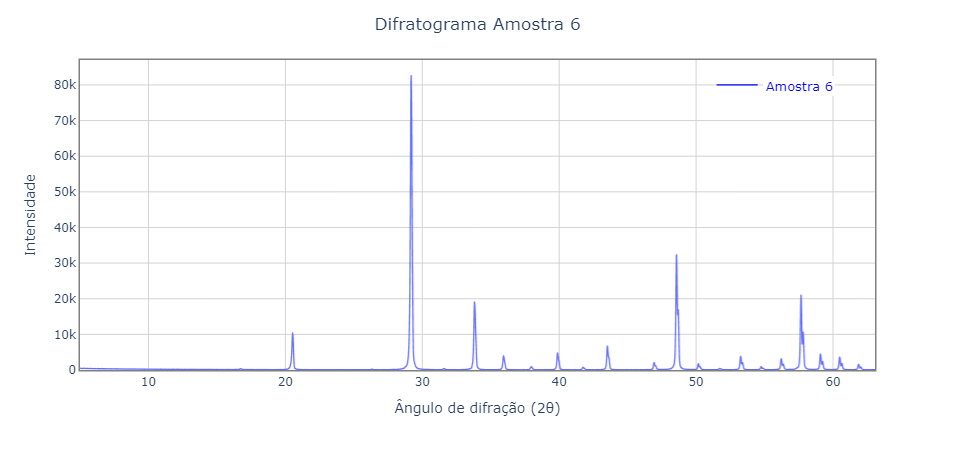 Difratograma Amostra 6
Amostra 6
Intensidade
80k
70k
60k
50k
40k
30k
20k
10k
0
10 20 30 40 50 60
Ângulo de difração (2θ)